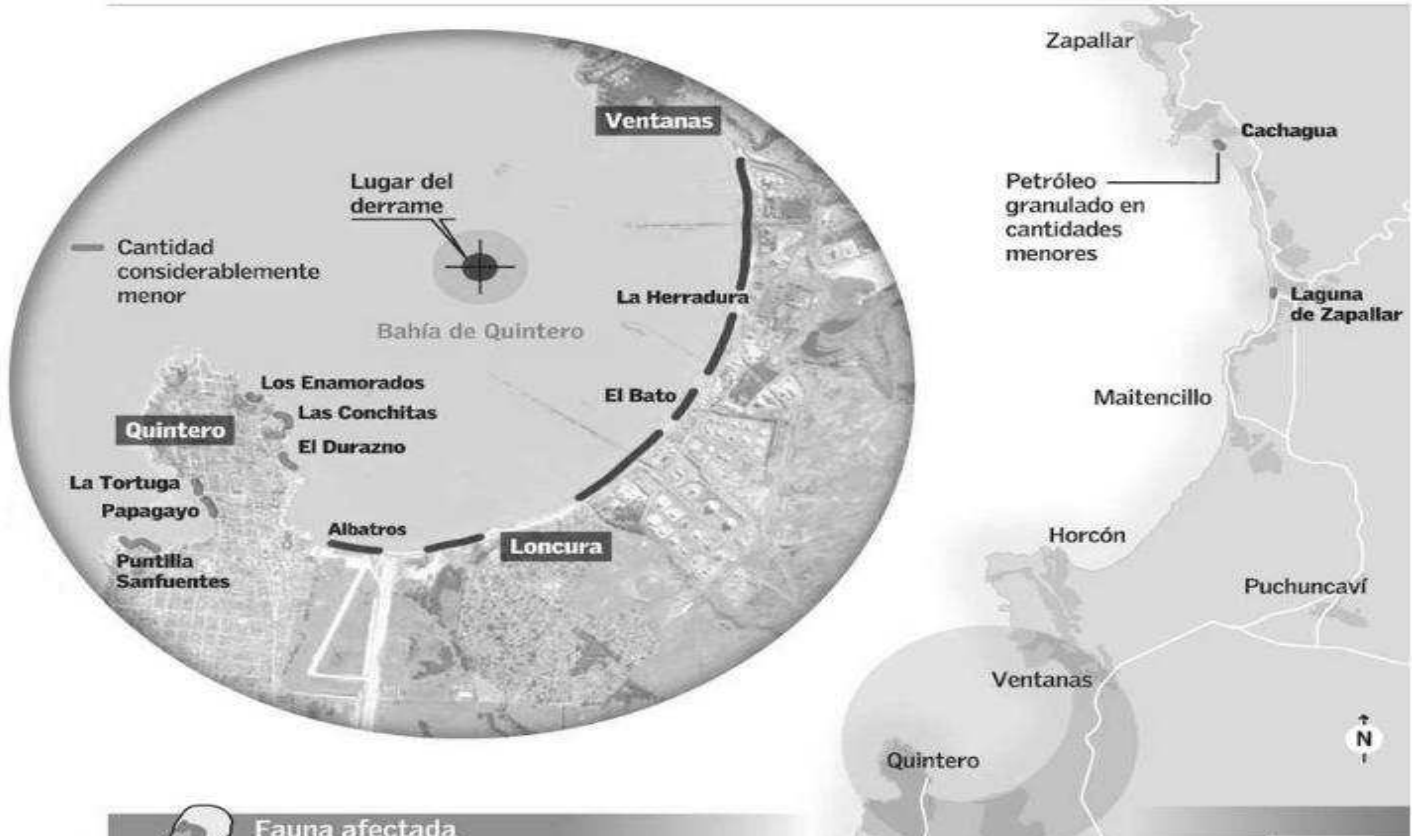 Ventanas
Lugar del
derrame
Cantidad
considerablemente
menor
La Herradura
Bahía de Quintero
Los Enamorados
El Bato
Las Conchitas
Quintero
El Durazno
La Tortuga
Papagayo
Albatros
Loncura
Puntilla
Sanfuentes
Zapallar
Cachagua
Petróleo
granulado en
cantidades
menores
Laguna
de Zapallar
Maitencillo
Horcón
Puchuncaví
Ventanas
N
Quintero
Fauna afectada